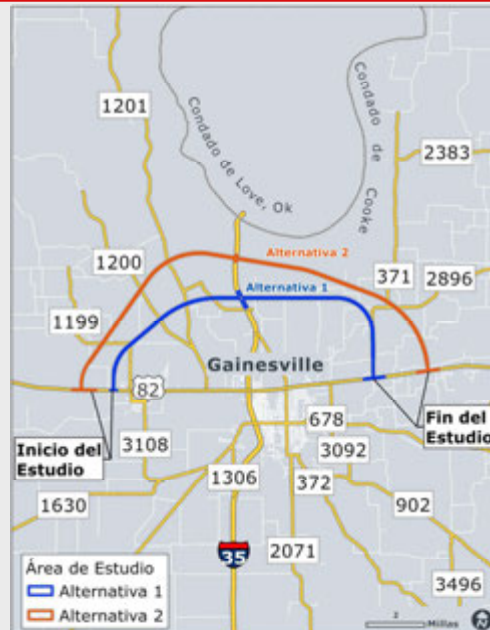 1201
Condado de Love, Ok
Condado de Cooke
2383
Alternativa 2
1200
371
2896
Alternativa 1
1199
Gainesville
82
678
Fin del
Estudio
Inicio del
Estudio
3108
3092
1306
372
1630
902
35
2071
3496
Área de Estudio
Alternativa 1
Alternativa 2
2
Millas